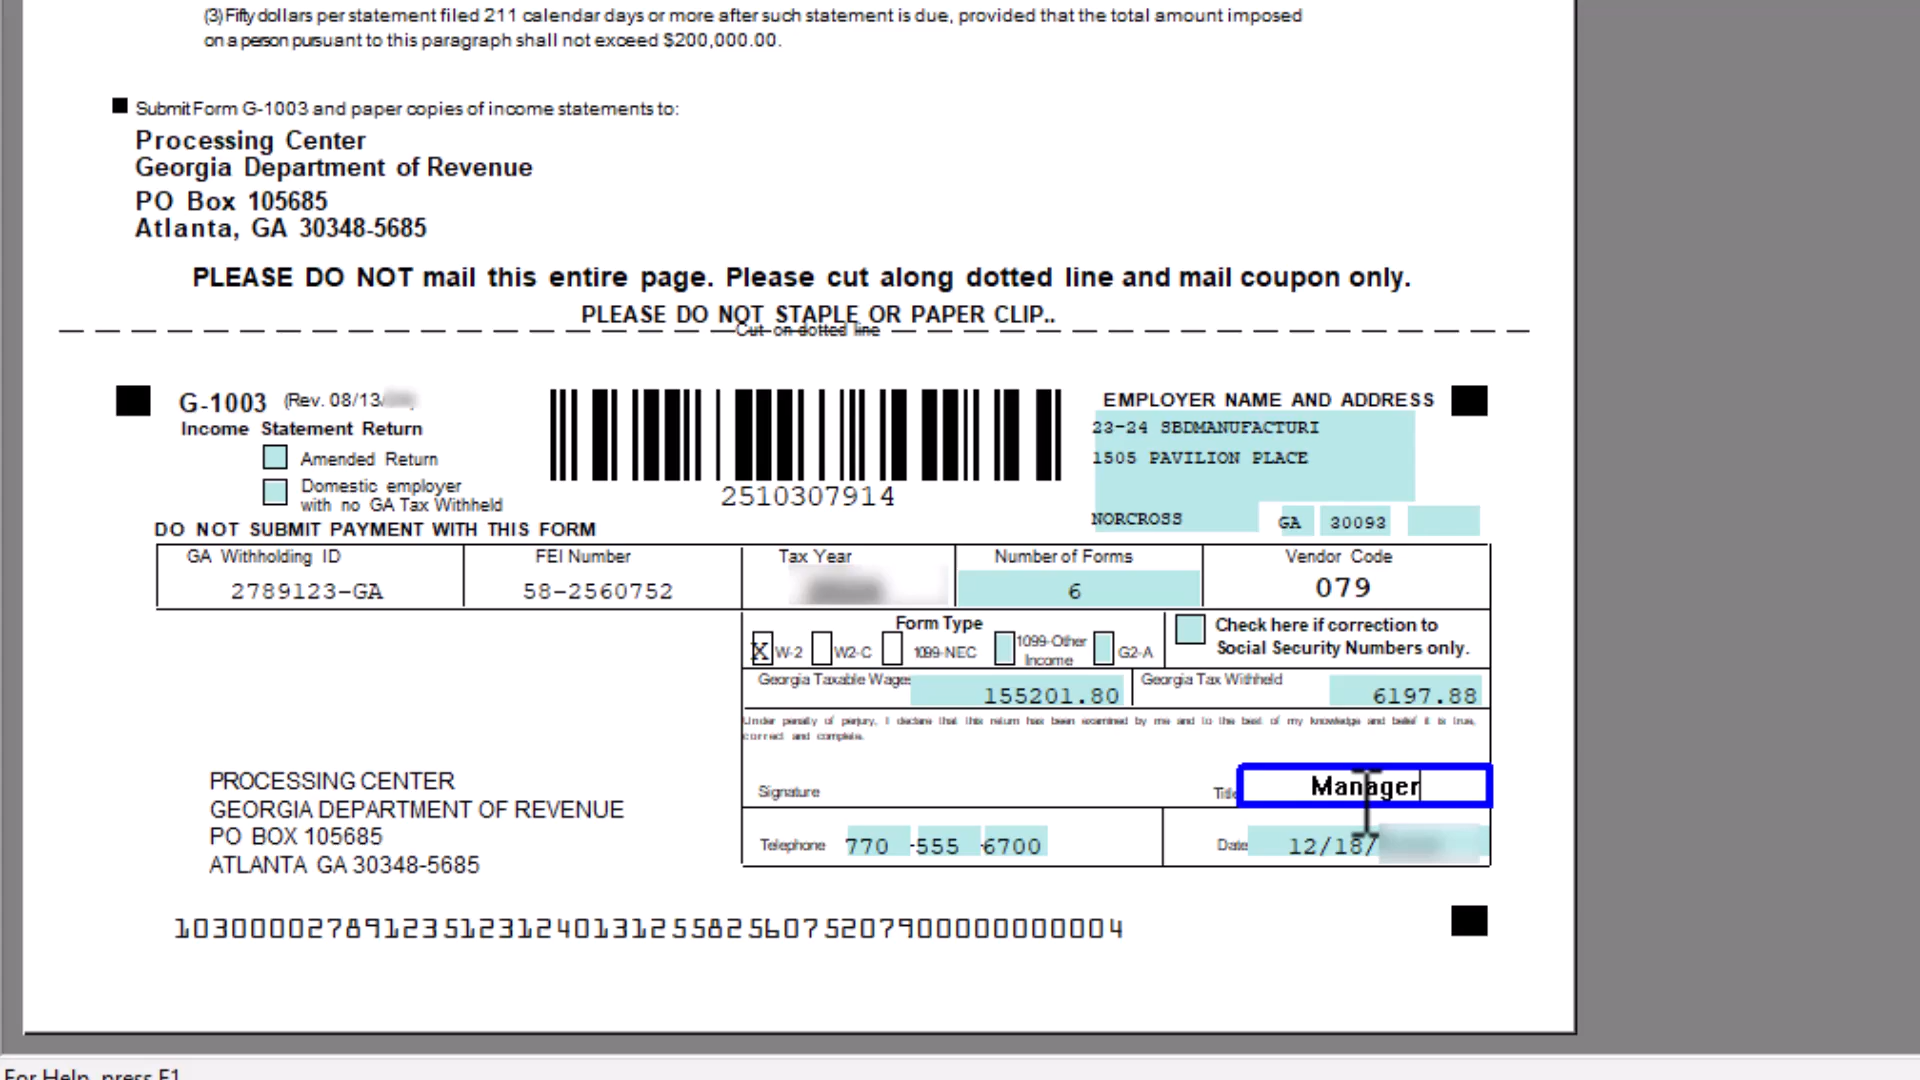 (3) Fifty dollars per statement filed 211 calendar days or more after such statement is due, provided that the total amount imposed
on a person pursuant to this paragraph shall not exceed $200,000.00.
Submit Form G-1003 and paper copies of income statements to:
Processing Center
Georgia Department of Revenue
PO Box 105685
Atlanta, GA 30348-5685
PLEASE DO NOT mail this entire page. Please cut along dotted line and mail coupon only.
PLEASE DO NOT STAPLE OR PAPER CLIP..
Cut on dotted line
G-1003 (Rev. 08/13/
Income Statement Return
Amended Return
Domestic employer
with no GA Tax Withheld
DO NOT SUBMIT PAYMENT WITH THIS FORM
2510307914
EMPLOYER NAME AND ADDRESS
23-24 SBDMANUFACTURI
1505 PAVILION PLACE
NORCROSS GA 30093
GA Withholding ID FEI Number Tax Year Number of Forms Vendor Code
2789123-GA 58-2560752 6 079
Form Type
X W-2 W2-C 1099-NEC 1099-Other Income G2-A
Check here if correction to
Social Security Numbers only.
Georgia Taxable Wages 155201.80 Georgia Tax Withheld 6197.88
Under penalty of perjury, I declare that this return has been examined by me and to the best of my knowledge and belief it is true,
correct and complete.
Signature Title Manager
Telephone 770 -555 -6700 Date 12/18/
PROCESSING CENTER
GEORGIA DEPARTMENT OF REVENUE
PO BOX 105685
ATLANTA GA 30348-5685
1030000278912351231240131255825607520790000000004
For Help, press F1